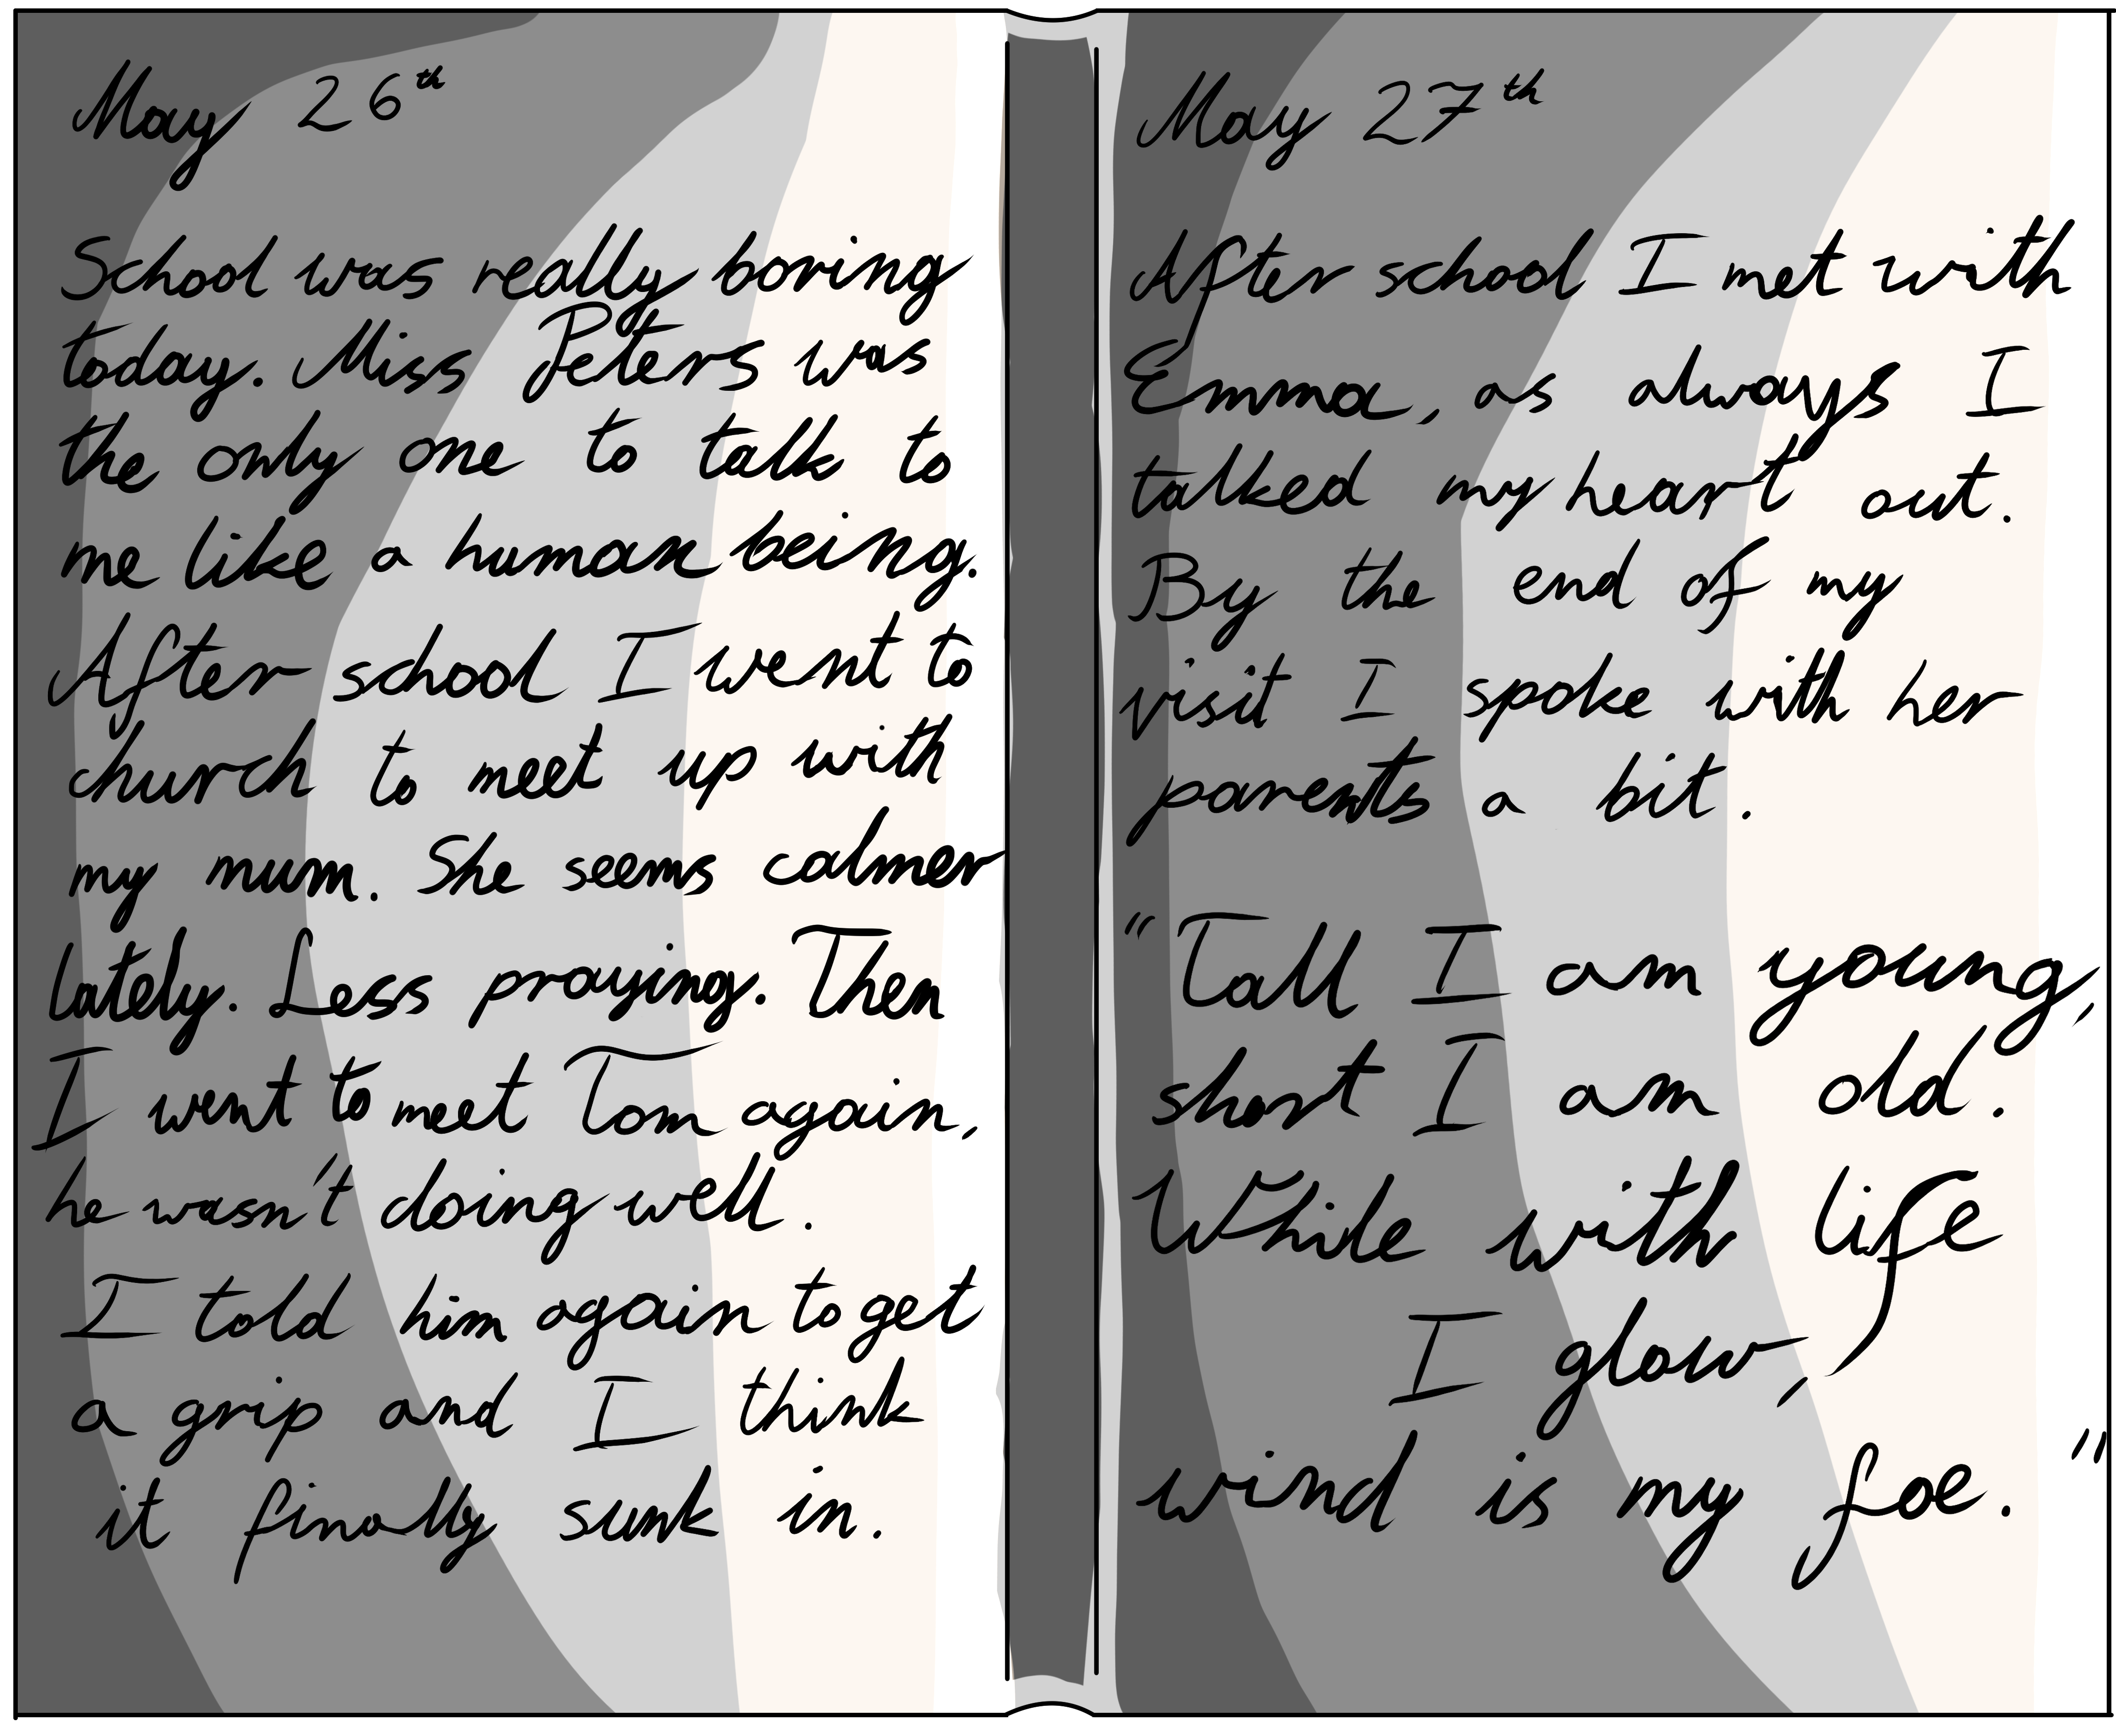 May 26th
School was really boring
today. Miss Peters was
the only one to talk to
me like a human being.
After school I went to
church to meet up with
my mum. She seems calmer
lately. Less praying. Then
I went to meet Tom again,
he wasn't doing well.
I told him again to get
a grip and I think
it finally sunk in.
May 27th
After school I met with
Emma, as always I
talked my heart out.
By the end of my
visit I spoke with her
parents a bit.
"Tall I am young,
short I am old.
While with life
I glow,
wind is my foe."